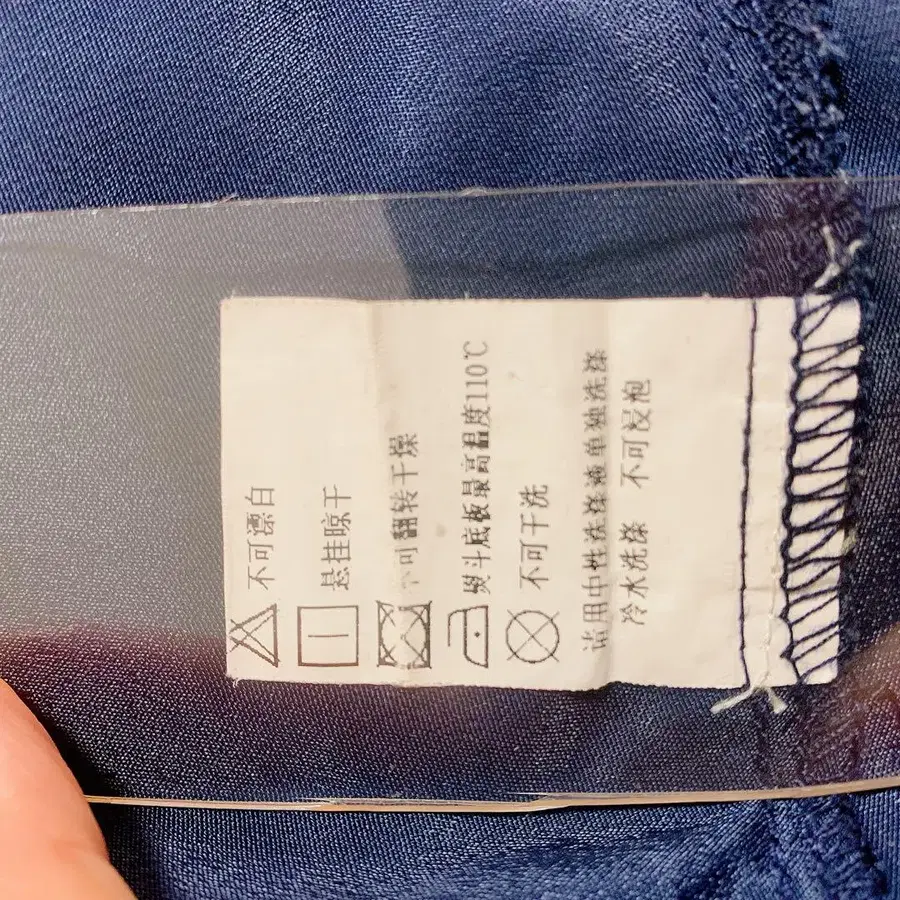 不可漂白
悬挂晾干
不可翻转干燥
熨斗底板最高温度110℃
不可干洗
请用中性洗涤液单独洗涤
冷水洗涤 不可浸泡